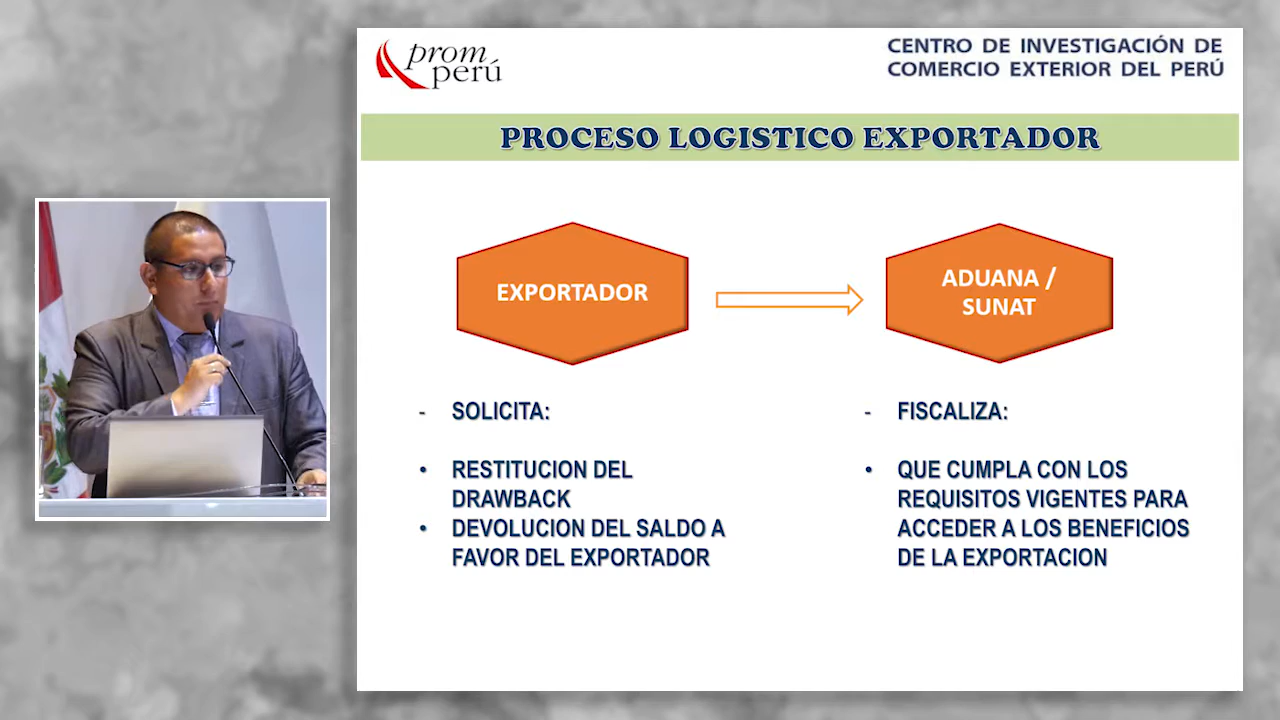 prom
perú
CENTRO DE INVESTIGACIÓN DE
COMERCIO EXTERIOR DEL PERÚ
PROCESO LOGISTICO EXPORTADOR
EXPORTADOR
ADUANA /
SUNAT
- SOLICITA:
• RESTITUCION DEL
DRAWBACK
• DEVOLUCION DEL SALDO A
FAVOR DEL EXPORTADOR
- FISCALIZA:
• QUE CUMPLA CON LOS
REQUISITOS VIGENTES PARA
ACCEDER A LOS BENEFICIOS
DE LA EXPORTACION